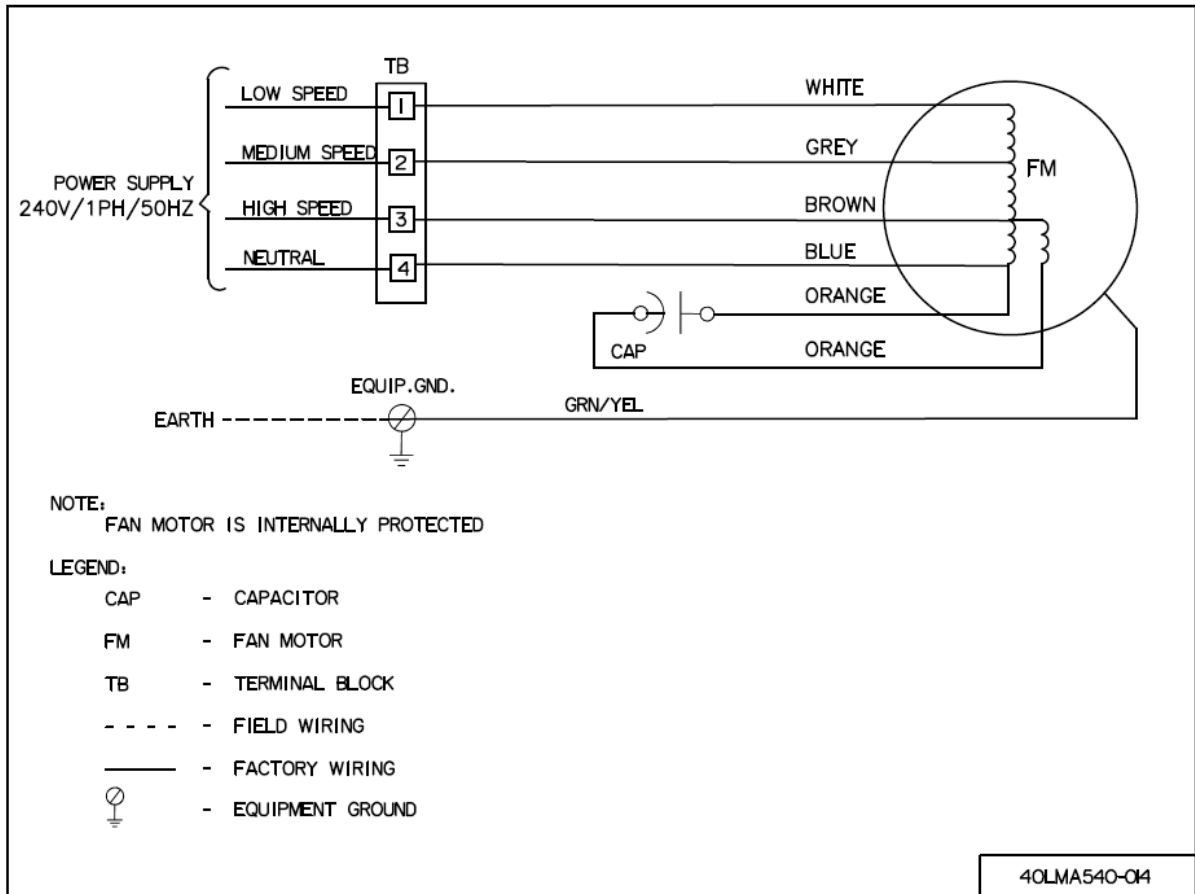 TB
LOW SPEED 1 WHITE
MEDIUM SPEED 2 GREY
FM
POWER SUPPLY
240V/1PH/50HZ
HIGH SPEED 3 BROWN
NEUTRAL 4 BLUE
ORANGE
CAP ORANGE
EQUIP.GND.
EARTH GRN/YEL
NOTE:
FAN MOTOR IS INTERNALLY PROTECTED
LEGEND:
CAP - CAPACITOR
FM - FAN MOTOR
TB - TERMINAL BLOCK
- FIELD WIRING
- FACTORY WIRING
- EQUIPMENT GROUND
40LMA540-014